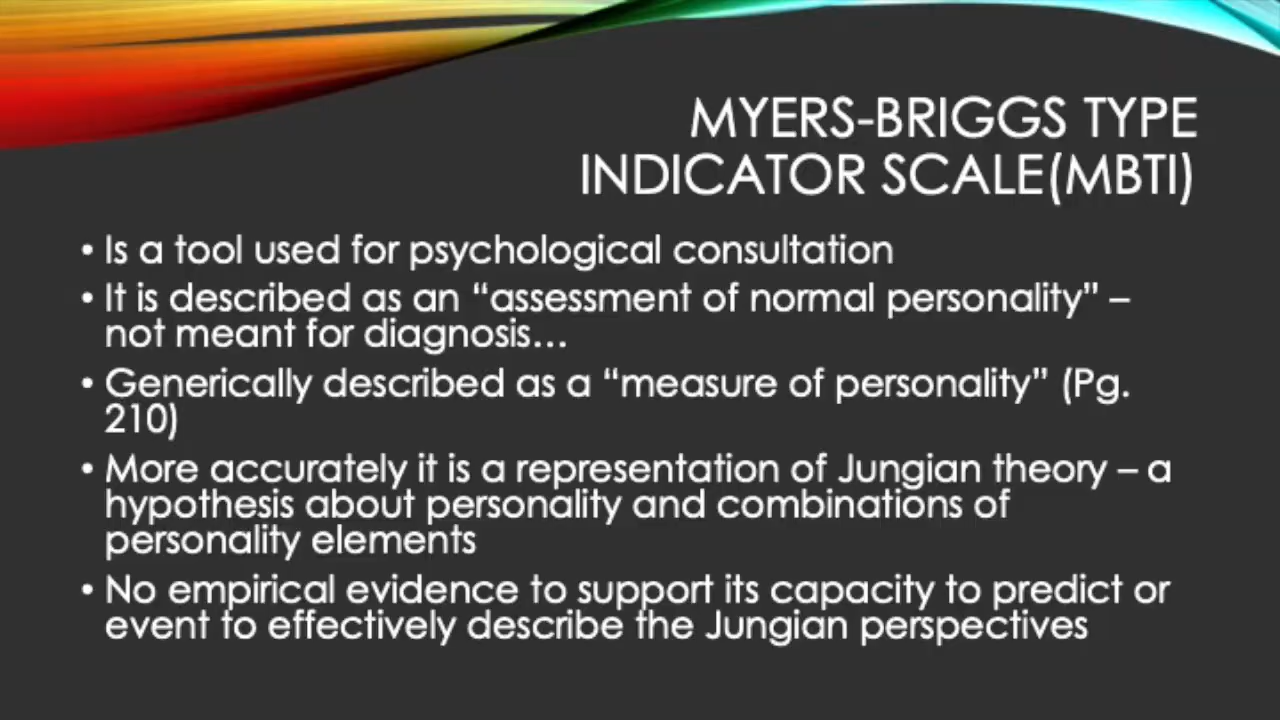 MYERS-BRIGGS TYPE
INDICATOR SCALE(MBTI)
• Is a tool used for psychological consultation
• It is described as an “assessment of normal personality” –
not meant for diagnosis…
• Generically described as a “measure of personality” (Pg.
210)
• More accurately it is a representation of Jungian theory – a
hypothesis about personality and combinations of
personality elements
• No empirical evidence to support its capacity to predict or
event to effectively describe the Jungian perspectives